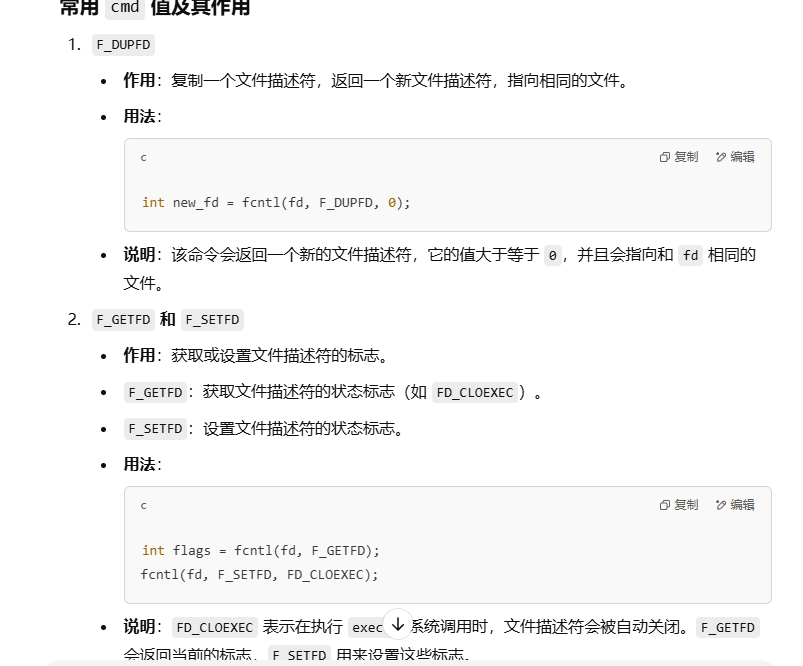 常用 cmd 值及其作用
1. F_DUPFD
• 作用：复制一个文件描述符，返回一个新文件描述符，指向相同的文件。
• 用法：
c 复制 编辑
int new_fd = fcntl(fd, F_DUPFD, 0);
• 说明：该命令会返回一个新的文件描述符，它的值大于等于 0，并且会指向和 fd 相同的
文件。
2. F_GETFD 和 F_SETFD
• 作用：获取或设置文件描述符的标志。
• F_GETFD：获取文件描述符的状态标志（如 FD_CLOEXEC）。
• F_SETFD：设置文件描述符的状态标志。
• 用法：
c 复制 编辑
int flags = fcntl(fd, F_GETFD);
fcntl(fd, F_SETFD, FD_CLOEXEC);
• 说明：FD_CLOEXEC 表示在执行 exec 系统调用时，文件描述符会被自动关闭。F_GETFD
会返回当前的标志，F_SETFD 用来设置这些标志。